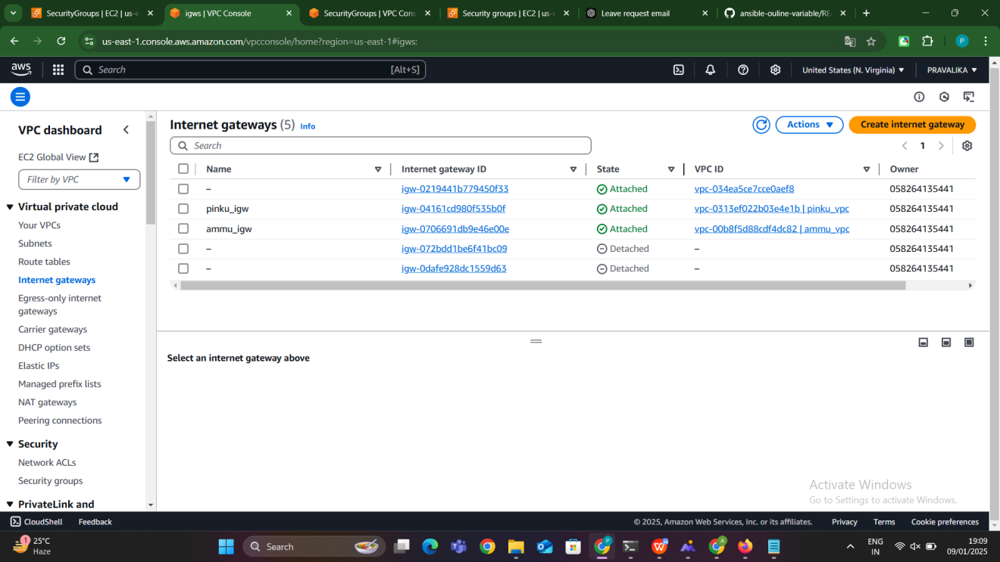 SecurityGroups | EC2 | us-e
igws | VPC Console
SecurityGroups | VPC Cons
Security groups | EC2 | us-e
Leave request email
ansible-ouline-variable/RE
us-east-1.console.aws.amazon.com/vpcconsole/home?region=us-east-1#igws:
P
aws
Search [Alt+S]
United States (N. Virginia)
PRAVALIKA
VPC dashboard
EC2 Global View
Filter by VPC
Virtual private cloud
Your VPCs
Subnets
Route tables
Internet gateways
Egress-only internet
gateways
Carrier gateways
DHCP option sets
Elastic IPs
Managed prefix lists
NAT gateways
Peering connections
Security
Network ACLs
Security groups
PrivateLink and
Internet gateways (5) Info
Actions
Create internet gateway
Search
1
Name Internet gateway ID State VPC ID Owner
– igw-0219441b779450f33 Attached vpc-034ea5ce7cce0aef8 058264135441
pinku_igw igw-04161cd980f535b0f Attached vpc-0313ef022b03e4e1b | pinku_vpc 058264135441
ammu_igw igw-0706691db9e46e00e Attached vpc-00b8f5d88cdf4dc82 | ammu_vpc 058264135441
– igw-072bdd1be6f41bc09 Detached – 058264135441
– igw-0dafe928dc1559d63 Detached – 058264135441
Select an internet gateway above
Activate Windows
Go to Settings to activate Windows.
CloudShell Feedback © 2025, Amazon Web Services, Inc. or its affiliates. Privacy Terms Cookie preferences
1
25°C
Haze
Search
P
A
ENG
IN
19:09
09/01/2025